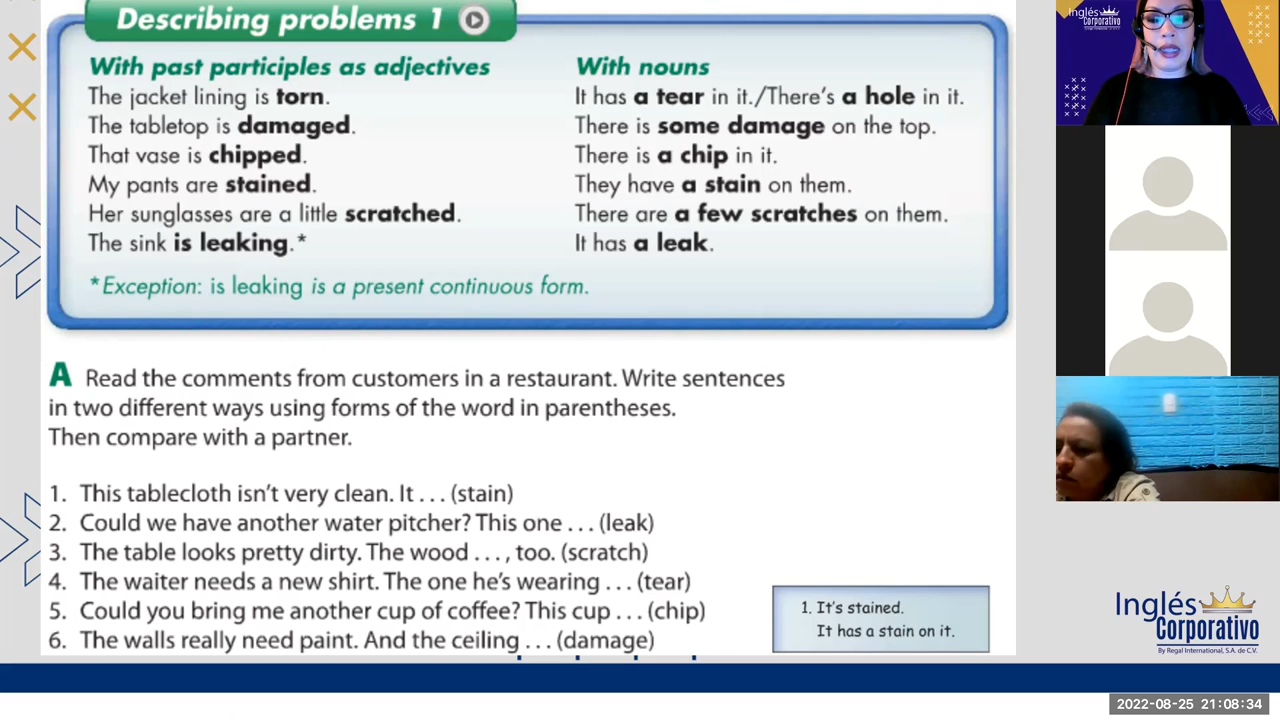 Describing problems 1
With past participles as adjectives
The jacket lining is torn.
The tabletop is damaged.
That vase is chipped.
My pants are stained.
Her sunglasses are a little scratched.
The sink is leaking.*
With nouns
It has a tear in it./There's a hole in it.
There is some damage on the top.
There is a chip in it.
They have a stain on them.
There are a few scratches on them.
It has a leak.
*Exception: is leaking is a present continuous form.
A Read the comments from customers in a restaurant. Write sentences
in two different ways using forms of the word in parentheses.
Then compare with a partner.
1. This tablecloth isn't very clean. It . . . (stain)
2. Could we have another water pitcher? This one . . . (leak)
3. The table looks pretty dirty. The wood . . . , too. (scratch)
4. The waiter needs a new shirt. The one he's wearing . . . (tear)
5. Could you bring me another cup of coffee? This cup . . . (chip)
6. The walls really need paint. And the ceiling . . . (damage)
1. It's stained.
It has a stain on it.
Inglés
Corporativo
Inglés
Corporativo
By Regal International, S.A. de C.V.
2022-08-25 21:08:34